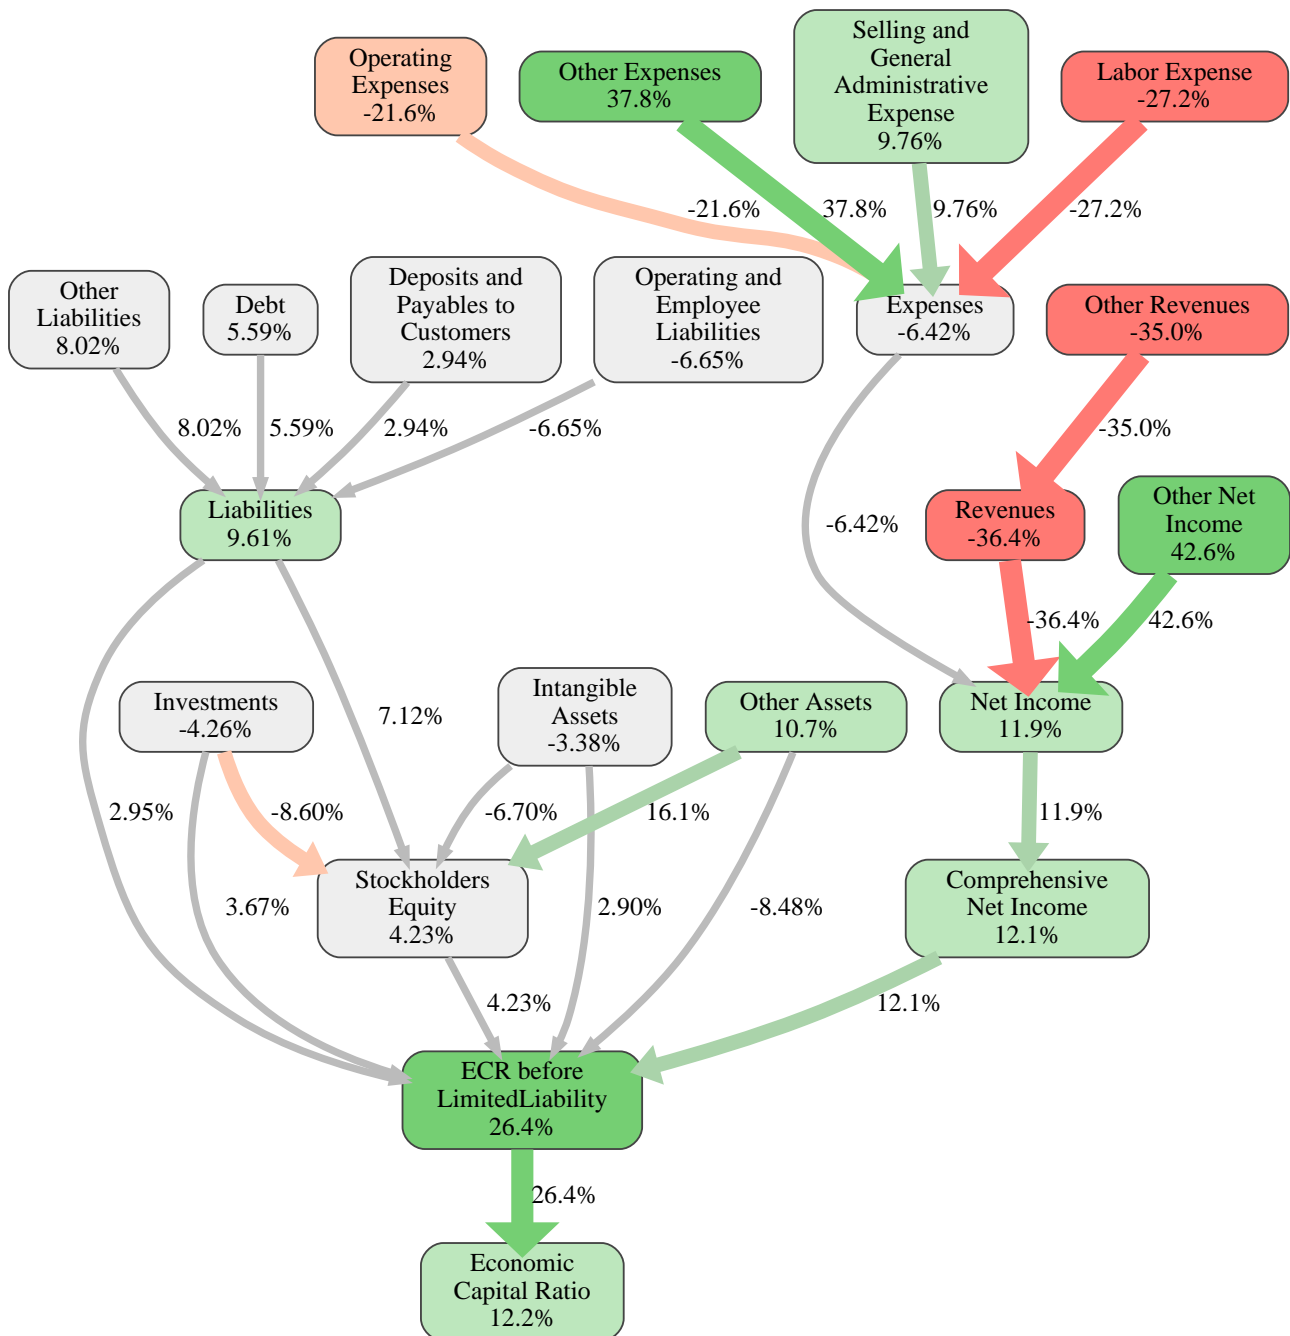 Selling and
General
Administrative
Expense
9.76%
Operating
Expenses
-21.6%
Other Expenses
37.8%
Labor Expense
-27.2%
-21.6%
37.8%
9.76%
-27.2%
Other
Liabilities
8.02%
Debt
5.59%
Deposits and
Payables to
Customers
2.94%
Operating and
Employee
Liabilities
-6.65%
Expenses
-6.42%
Other Revenues
-35.0%
8.02%
5.59%
2.94%
-6.65%
-35.0%
Liabilities
9.61%
-6.42%
Revenues
-36.4%
Other Net
Income
42.6%
-36.4%
42.6%
Investments
-4.26%
7.12%
Intangible
Assets
-3.38%
Other Assets
10.7%
Net Income
11.9%
2.95%
-8.60%
-6.70%
16.1%
11.9%
3.67%
Stockholders
Equity
4.23%
2.90%
-8.48%
Comprehensive
Net Income
12.1%
4.23%
12.1%
ECR before
LimitedLiability
26.4%
26.4%
Economic
Capital Ratio
12.2%